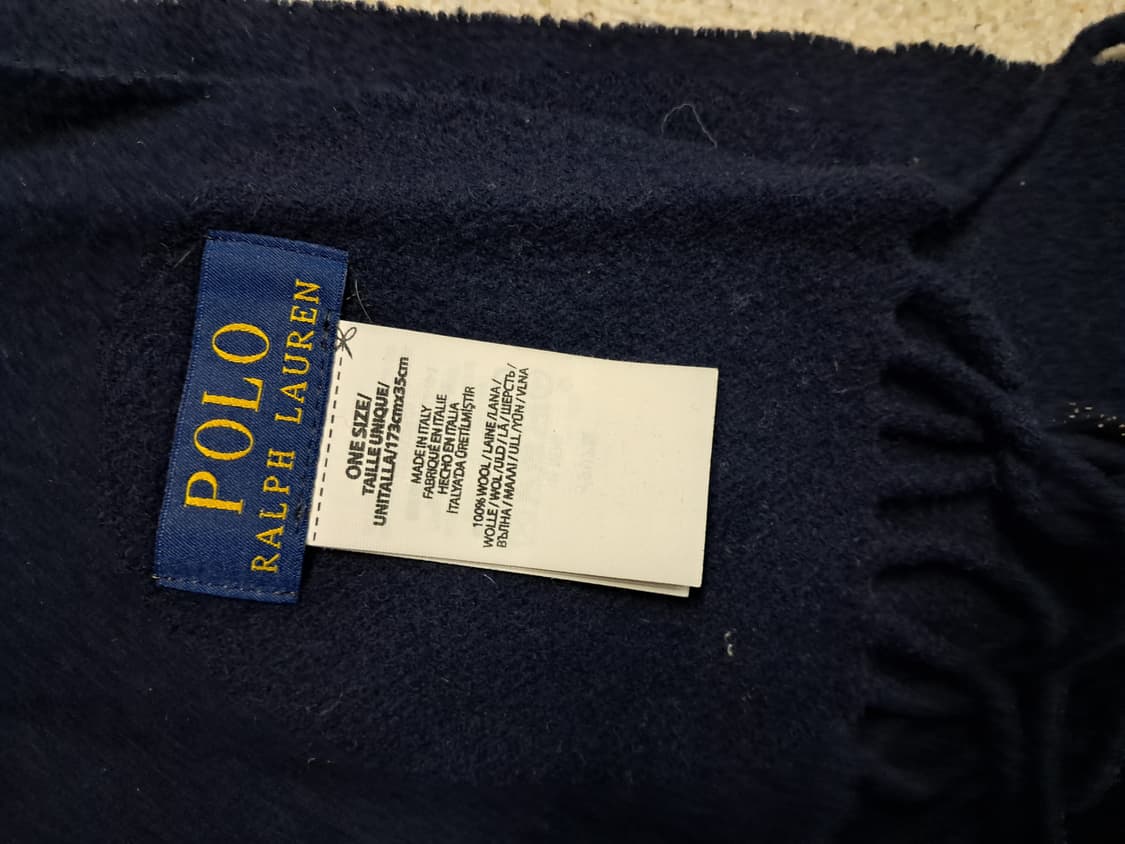 POLO
RALPH LAUREN
ONE SIZE/
TAILLE UNIQUE/
UNITALLA/173cmx35cm
MADE IN ITALY
FABRIQUÉ EN ITALIE
HECHO EN ITALIA
İTALYA'DA ÜRETİLMİŞTİR
100% WOOL / LAINE / LANA /
WOLLE / WOL / ULD / LÃ / ШЕРСТЬ /
ВЪЛНА / ΜΑΛΛΙ / ULL / YÜN / VLNA